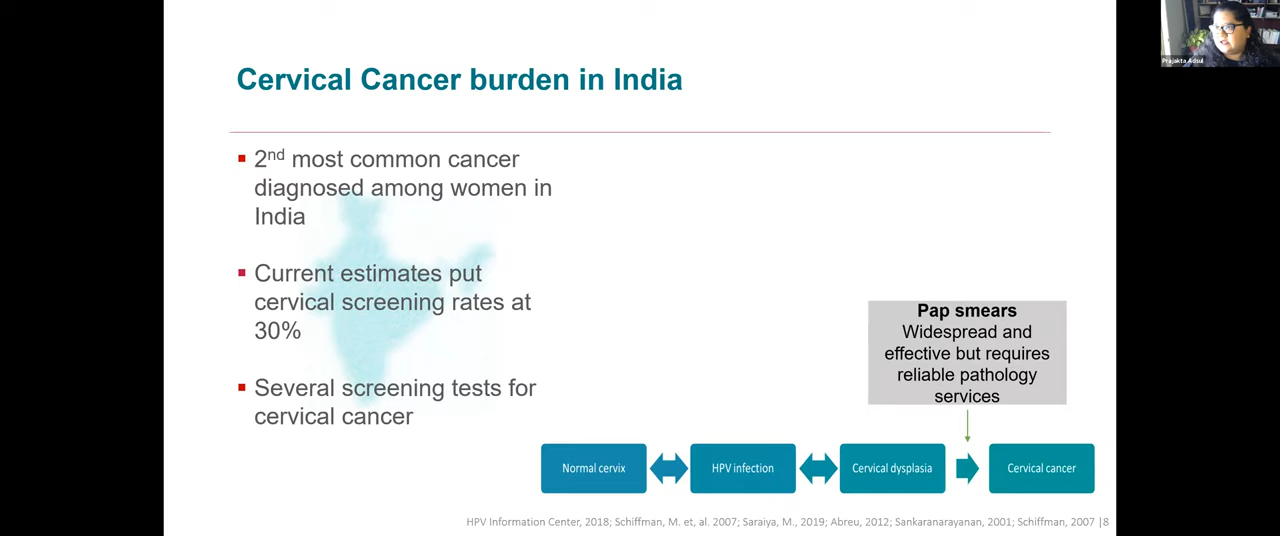 Cervical Cancer burden in India
2nd most common cancer
diagnosed among women in
India
Current estimates put
cervical screening rates at
30%
Several screening tests for
cervical cancer
Pap smears
Widespread and
effective but requires
reliable pathology
services
Normal cervix
HPV infection
Cervical dysplasia
Cervical cancer
HPV Information Center, 2018; Schiffman, M. et, al. 2007; Saraiya, M., 2019; Abreu, 2012; Sankaranarayanan, 2001; Schiffman, 2007 |8
Prajakta Adsul